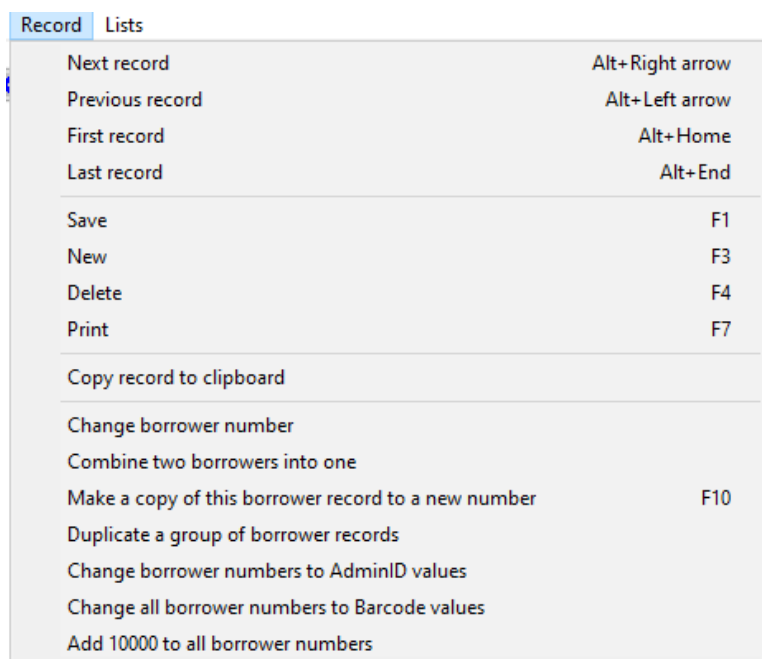 Record Lists
Next record Alt+Right arrow
Previous record Alt+Left arrow
First record Alt+Home
Last record Alt+End
Save F1
New F3
Delete F4
Print F7
Copy record to clipboard
Change borrower number
Combine two borrowers into one
Make a copy of this borrower record to a new number F10
Duplicate a group of borrower records
Change borrower numbers to AdminID values
Change all borrower numbers to Barcode values
Add 10000 to all borrower numbers